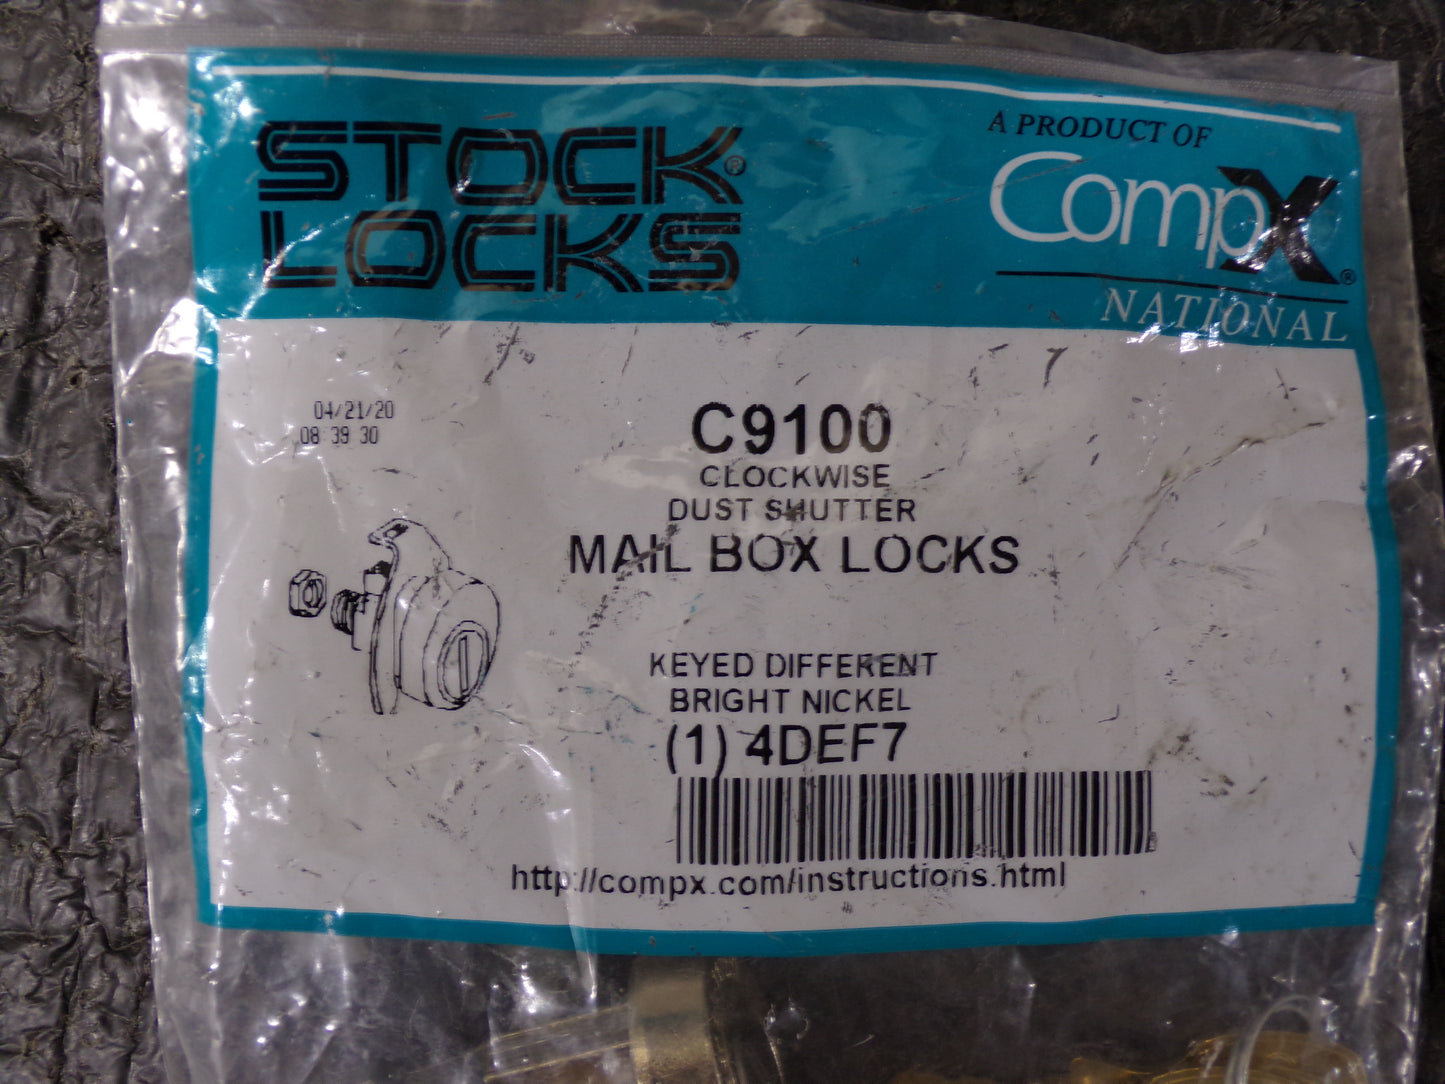 STOCK®
LOCKS
A PRODUCT OF
CompX®
NATIONAL
04/21/20
08 39 30
C9100
CLOCKWISE
DUST SHUTTER
MAIL BOX LOCKS
KEYED DIFFERENT
BRIGHT NICKEL
(1) 4DEF7
http://compx.com/instructions.html